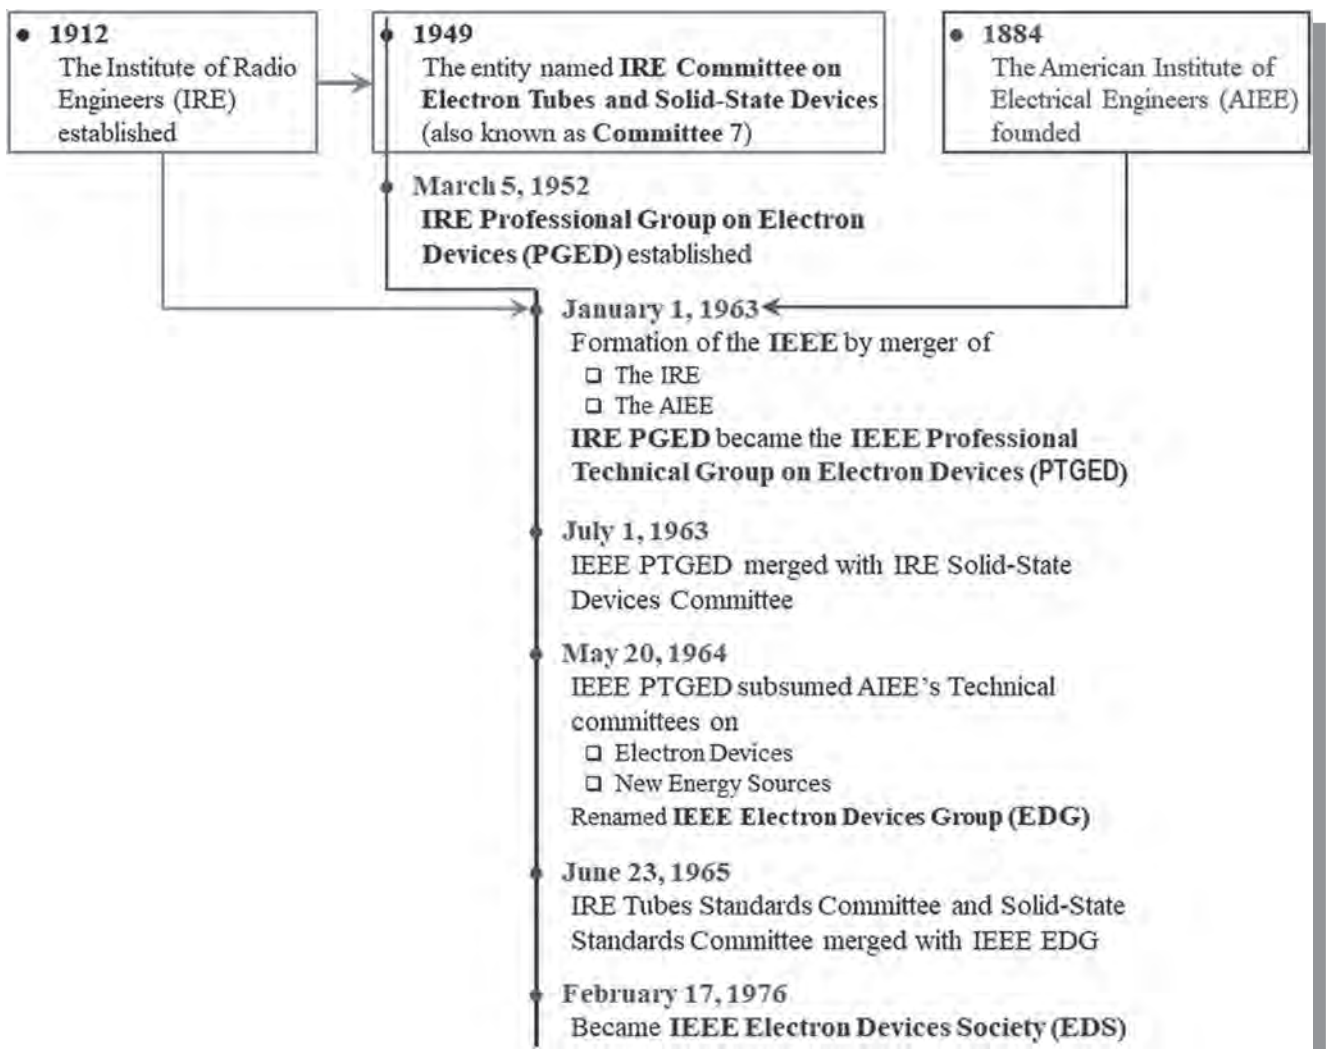 1912
The Institute of Radio
Engineers (IRE)
established
1949
The entity named IRE Committee on
Electron Tubes and Solid-State Devices
(also known as Committee 7)
1884
The American Institute of
Electrical Engineers (AIEE)
founded
March 5, 1952
IRE Professional Group on Electron
Devices (PGED) established
January 1, 1963
Formation of the IEEE by merger of
❑ The IRE
❑ The AIEE
IRE PGED became the IEEE Professional
Technical Group on Electron Devices (PTGED)
July 1, 1963
IEEE PTGED merged with IRE Solid-State
Devices Committee
May 20, 1964
IEEE PTGED subsumed AIEE's Technical
committees on
❑ Electron Devices
❑ New Energy Sources
Renamed IEEE Electron Devices Group (EDG)
June 23, 1965
IRE Tubes Standards Committee and Solid-State
Standards Committee merged with IEEE EDG
February 17, 1976
Became IEEE Electron Devices Society (EDS)